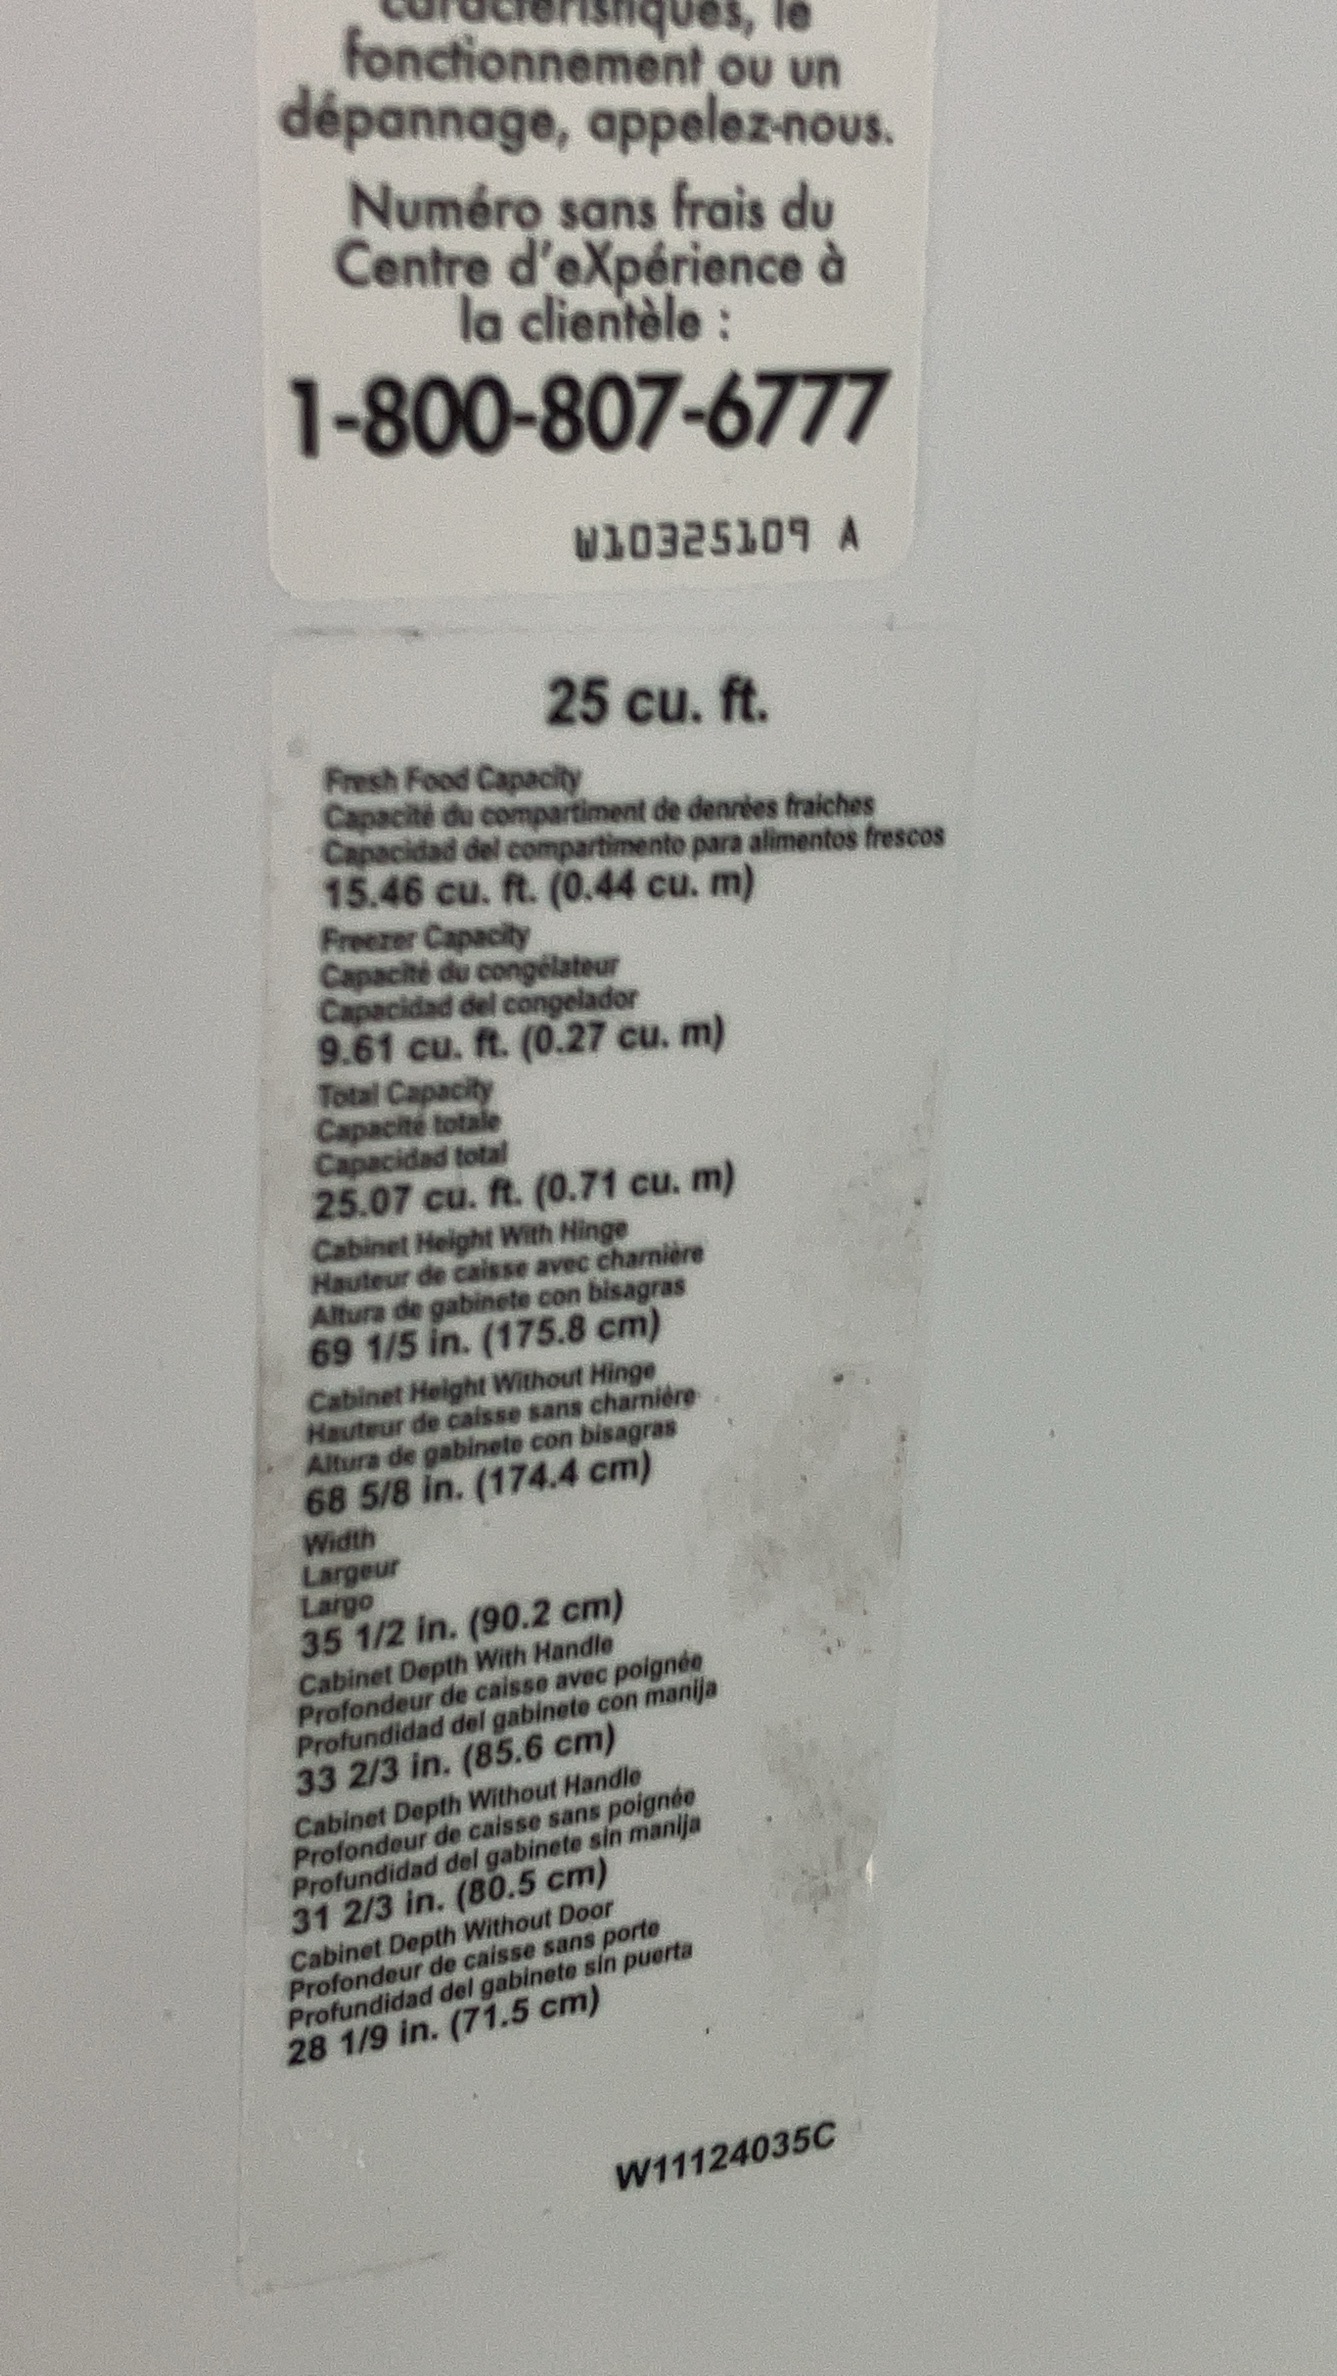 caractéristiques, le
fonctionnement ou un
dépannage, appelez-nous.
Numéro sans frais du
Centre d'eXpérience à
la clientèle :
1-800-807-6777
W10325109 A
25 cu. ft.
Fresh Food Capacity
Capacité du compartiment de denrées fraiches
Capacidad del compartimento para alimentos frescos
15.46 cu. ft. (0.44 cu. m)
Freezer Capacity
Capacité du congélateur
Capacidad del congelador
9.61 cu. ft. (0.27 cu. m)
Total Capacity
Capacité totale
Capacidad total
25.07 cu. ft. (0.71 cu. m)
Cabinet Height With Hinge
Hauteur de caisse avec charnière
Altura de gabinete con bisagras
69 1/5 in. (175.8 cm)
Cabinet Height Without Hinge
Hauteur de caisse sans charnière
Altura de gabinete con bisagras
68 5/8 in. (174.4 cm)
Width
Largeur
Largo
35 1/2 in. (90.2 cm)
Cabinet Depth With Handle
Profondeur de caisse avec poignée
Profundidad del gabinete con manija
33 2/3 in. (85.6 cm)
Cabinet Depth Without Handle
Profondeur de caisse sans poignée
Profundidad del gabinete sin manija
31 2/3 in. (80.5 cm)
Cabinet Depth Without Door
Profondeur de caisse sans porte
Profundidad del gabinete sin puerta
28 1/9 in. (71.5 cm)
W11124035C